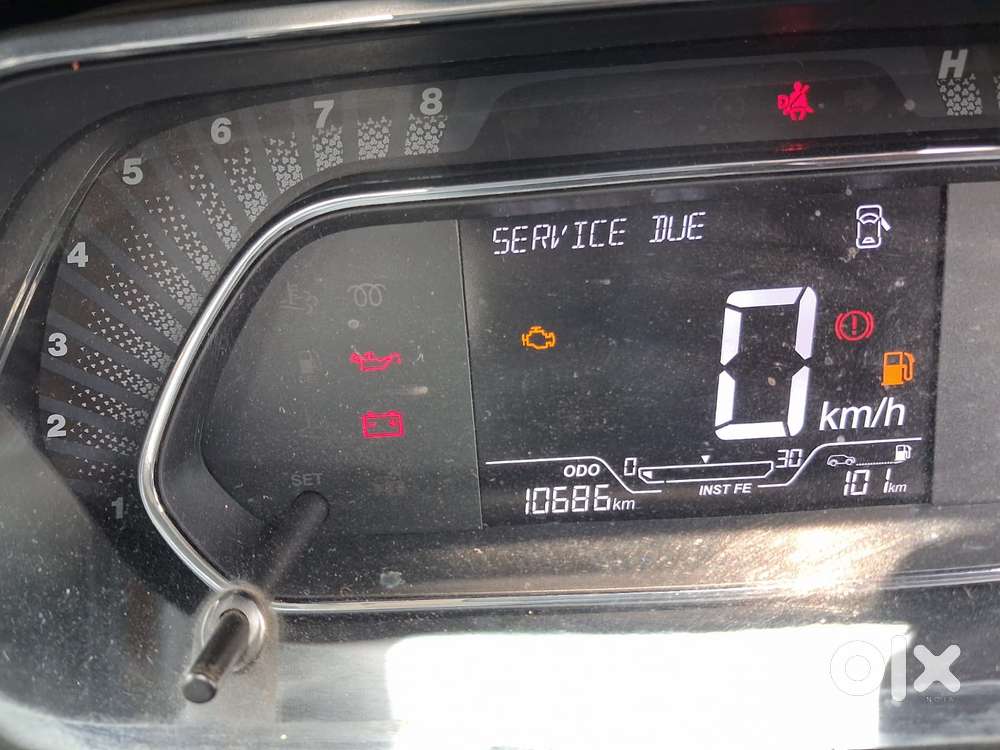 8
7
6
5
4
3
2
1
H
D
SERVICE DUE
0
km/h
SET
ODO
10686km
0 30
INST FE
101km
olx
INDIA